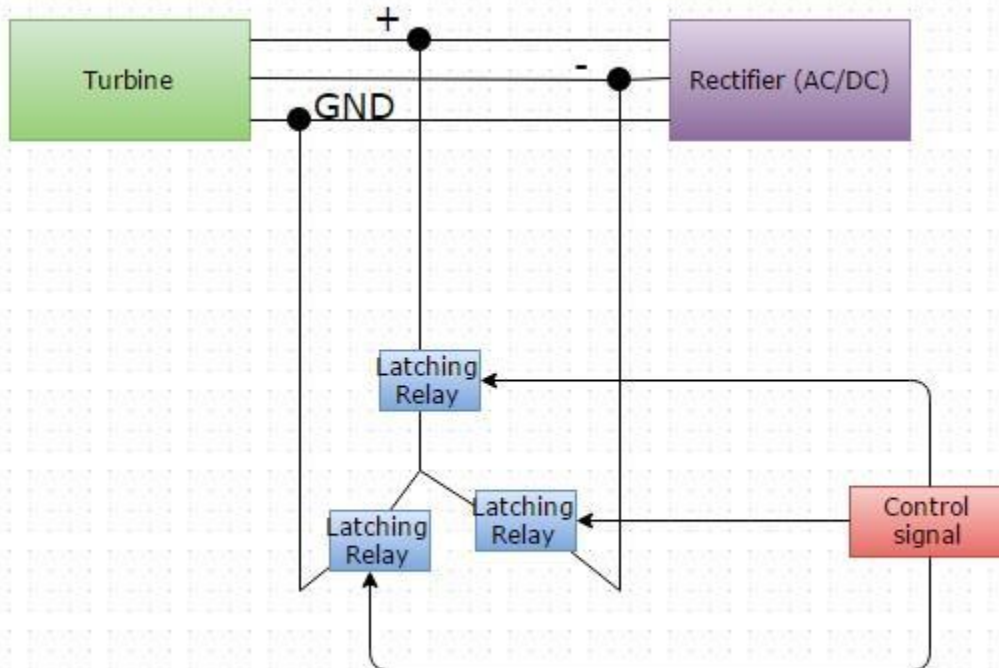 +
-
Turbine
Rectifier (AC/DC)
GND
Latching
Relay
Latching
Relay
Latching
Relay
Control
signal